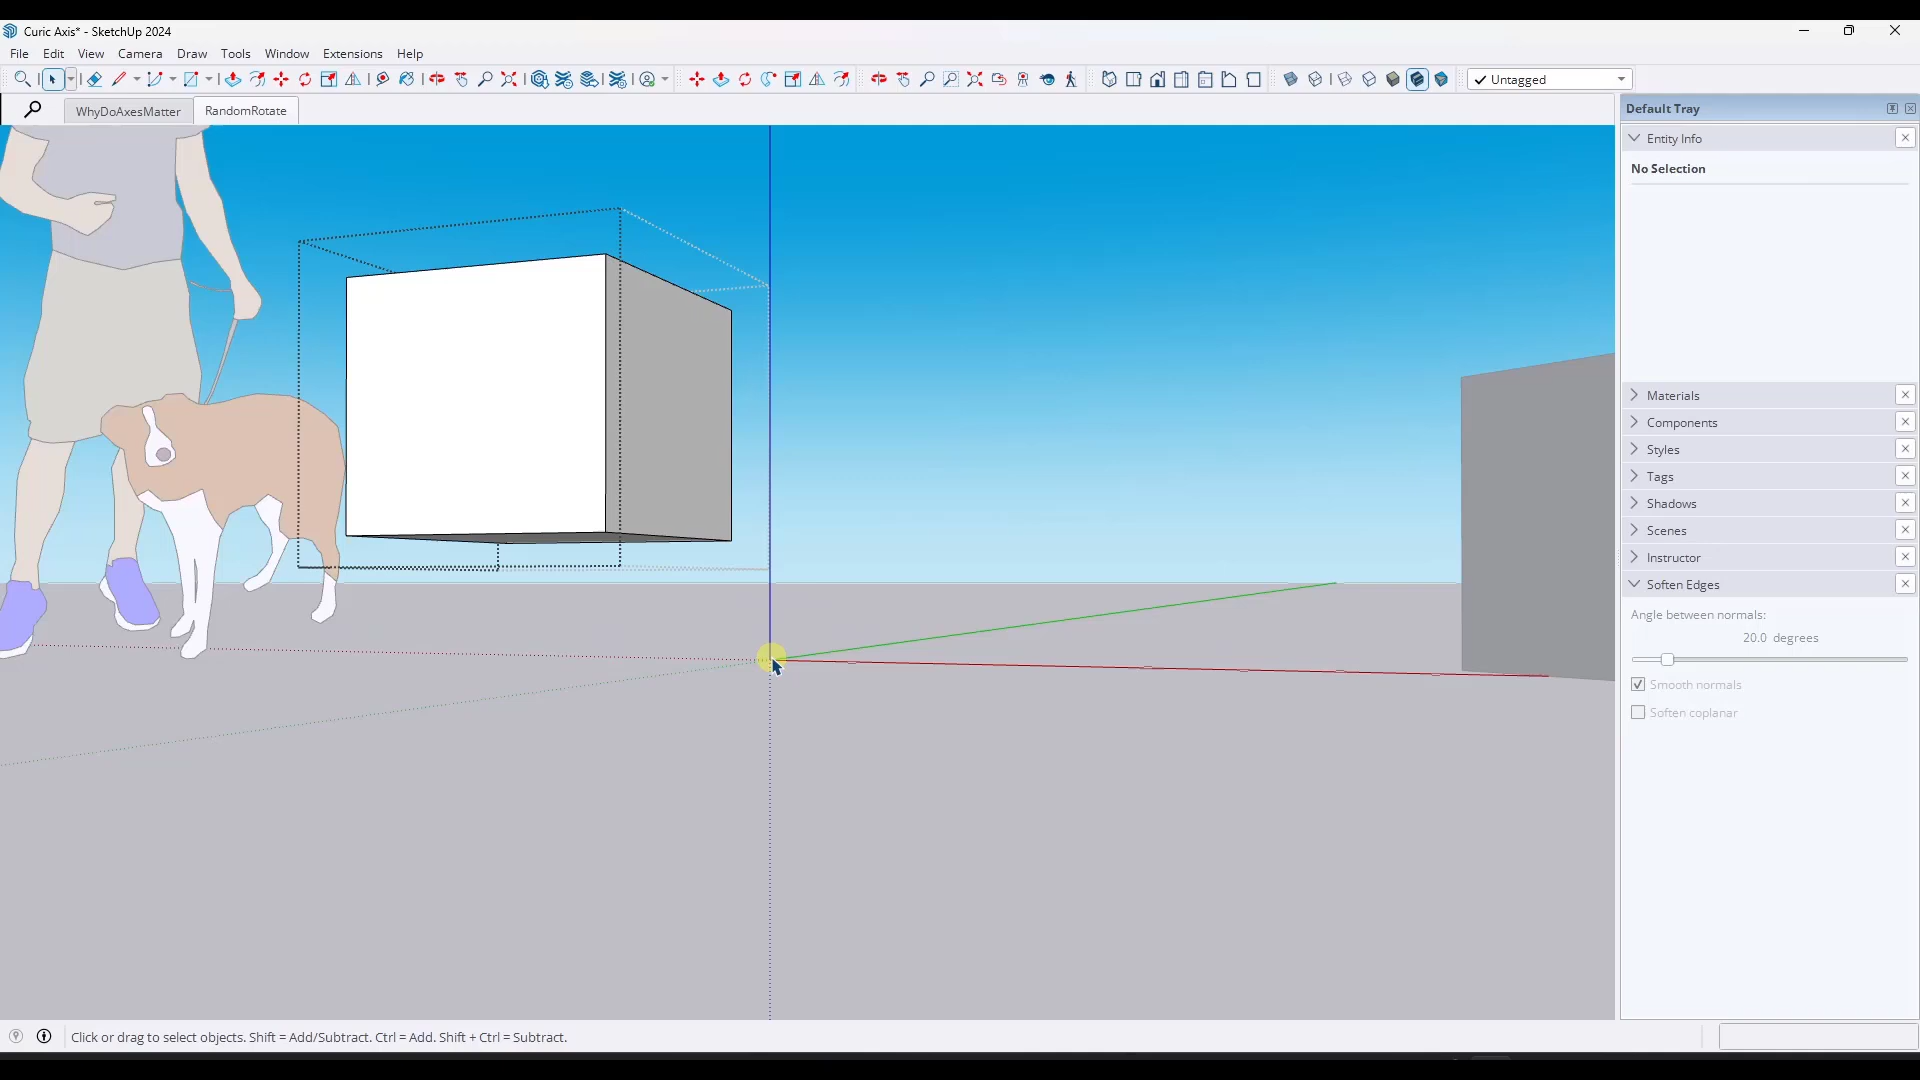 Curic Axis* - SketchUp 2024
File Edit View Camera Draw Tools Window Extensions Help
Untagged
WhyDoAxesMatter RandomRotate
Default Tray
Entity Info
No Selection
Materials
Components
Styles
Tags
Shadows
Scenes
Instructor
Soften Edges
Angle between normals:
20.0 degrees
Smooth normals
Soften coplanar
Click or drag to select objects. Shift = Add/Subtract. Ctrl = Add. Shift + Ctrl = Subtract.